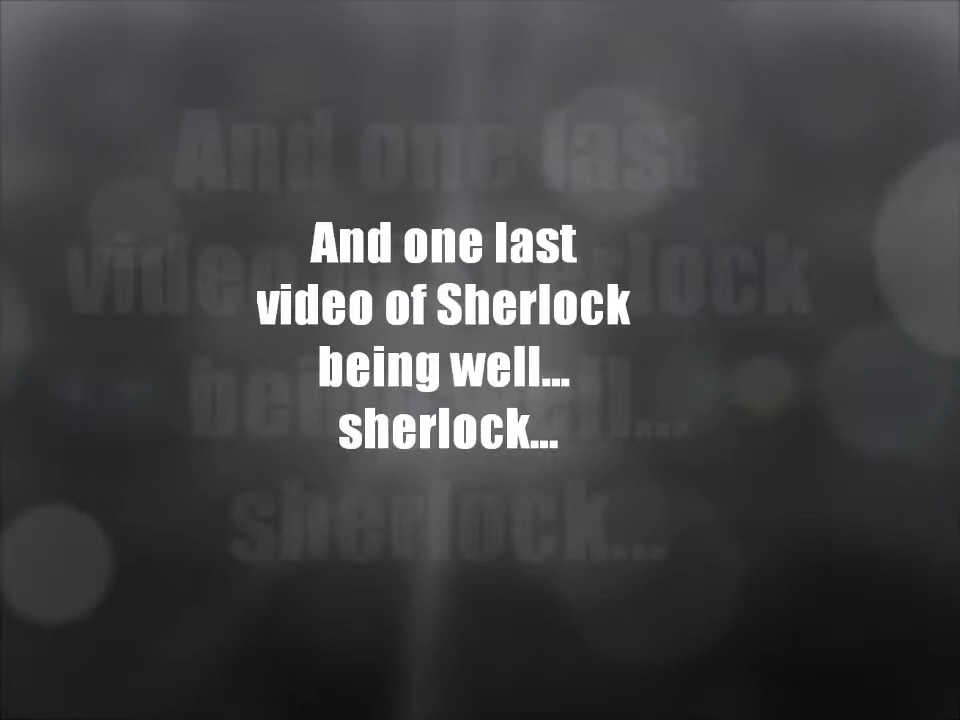 And one last
video of Sherlock
being well...
sherlock...